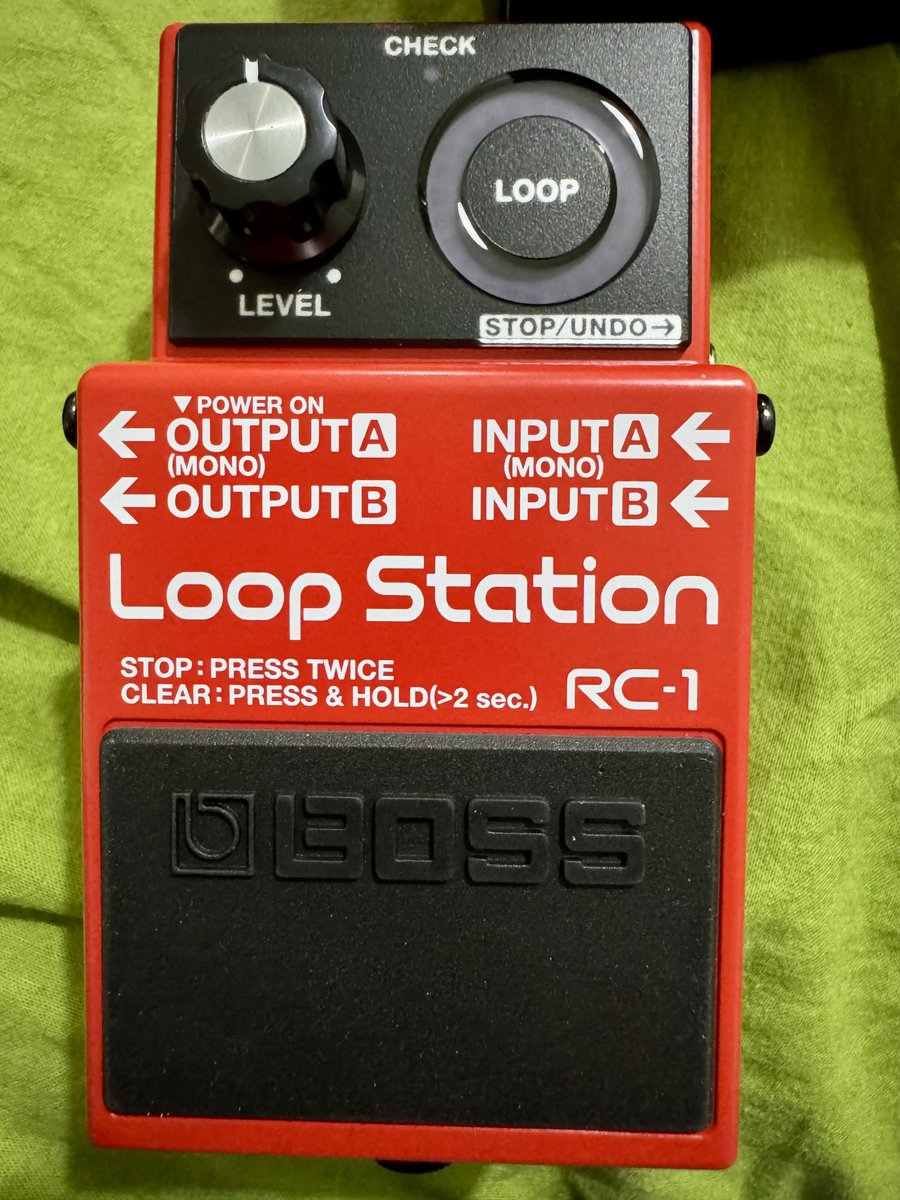 CHECK
LOOP
LEVEL
STOP/UNDO→
▼POWER ON
←OUTPUT A
(MONO)
←OUTPUT B
INPUT A←
(MONO)
INPUT B←
Loop Station
STOP:PRESS TWICE
CLEAR:PRESS & HOLD(>2 sec.)
RC-1
BOSS